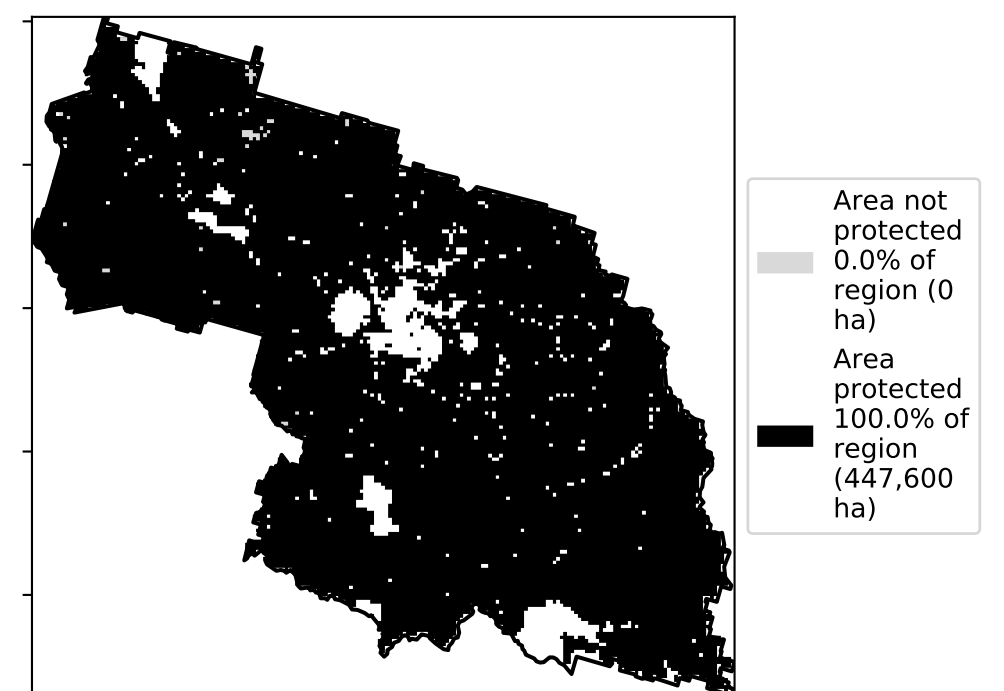 Area not
protected
0.0% of
region (0
ha)
Area
protected
100.0% of
region
(447,600
ha)